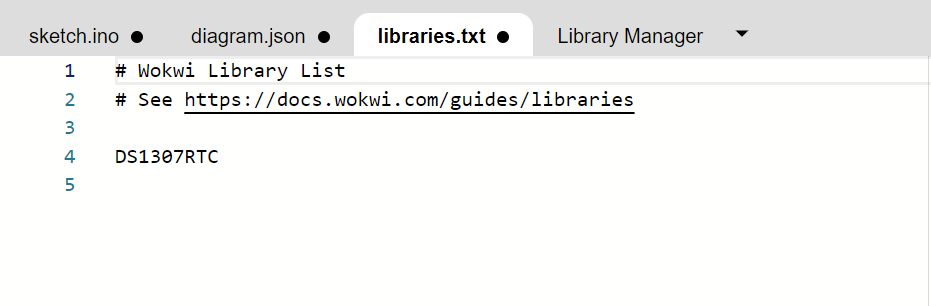 sketch.ino ● diagram.json ● libraries.txt ● Library Manager
1 # Wokwi Library List
2 # See https://docs.wokwi.com/guides/libraries
3
4 DS1307RTC
5